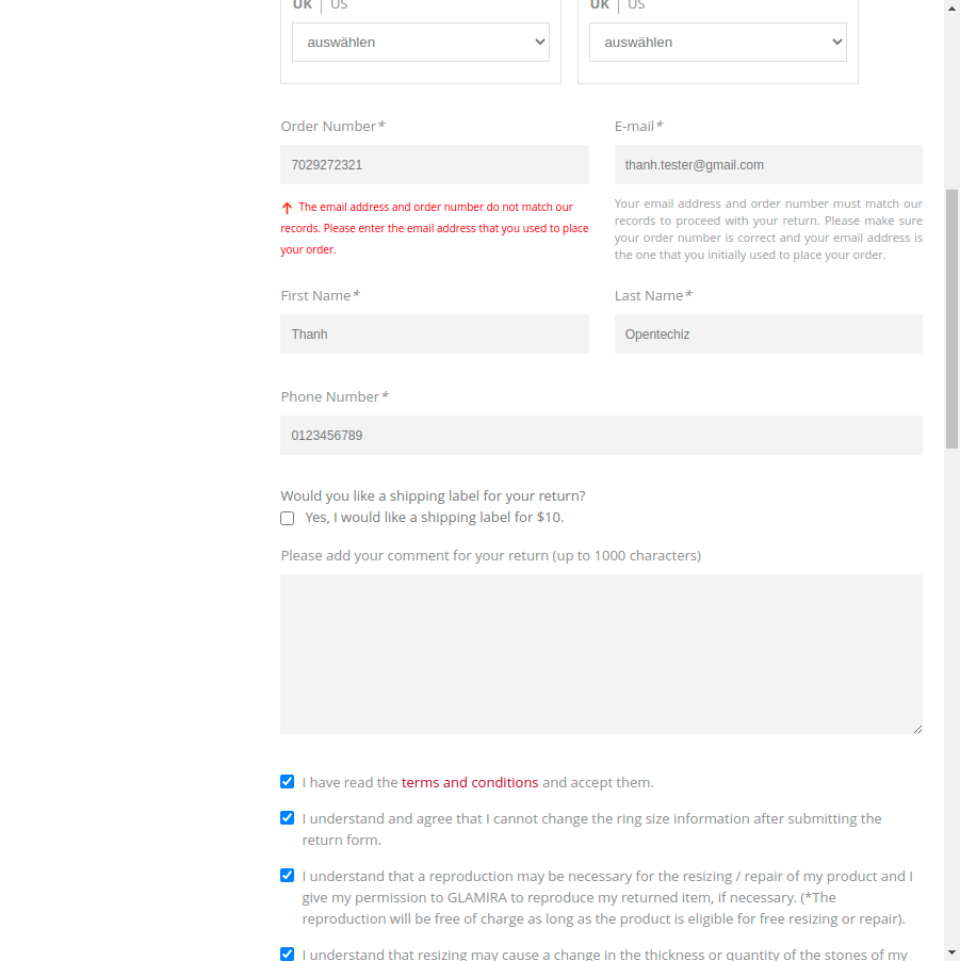 UK | US UK | US
auswählen auswählen
Order Number* E-mail*
7029272321 thanh.tester@gmail.com
The email address and order number do not match our
records. Please enter the email address that you used to place
your order.
Your email address and order number must match our
records to proceed with your return. Please make sure
your order number is correct and your email address is
the one that you initially used to place your order.
First Name* Last Name*
Thanh Opentechiz
Phone Number*
0123456789
Would you like a shipping label for your return?
Yes, I would like a shipping label for $10.
Please add your comment for your return (up to 1000 characters)
I have read the terms and conditions and accept them.
I understand and agree that I cannot change the ring size information after submitting the
return form.
I understand that a reproduction may be necessary for the resizing / repair of my product and I
give my permission to GLAMIRA to reproduce my returned item, if necessary. (*The
reproduction will be free of charge as long as the product is eligible for free resizing or repair).
I understand that resizing may cause a change in the thickness or quantity of the stones of my